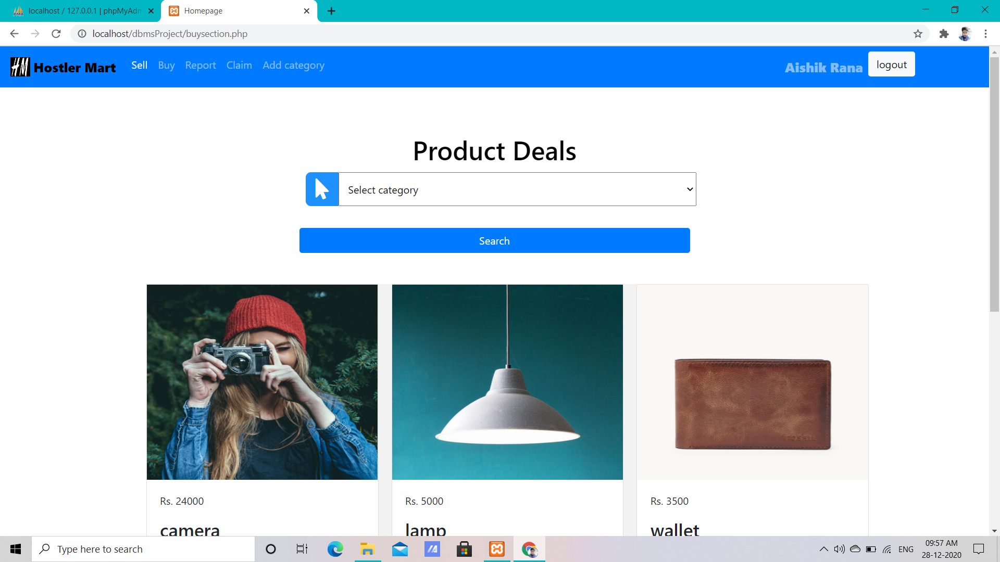 localhost / 127.0.0.1 | phpMyAdm
Homepage
localhost/dbmsProject/buysection.php
HM Hostler Mart Sell Buy Report Claim Add category Aishik Rana logout
Product Deals
Select category
Search
FOSSIL
Rs. 24000 Rs. 5000 Rs. 3500
camera lamp wallet
Type here to search
ENG
09:57 AM
28-12-2020